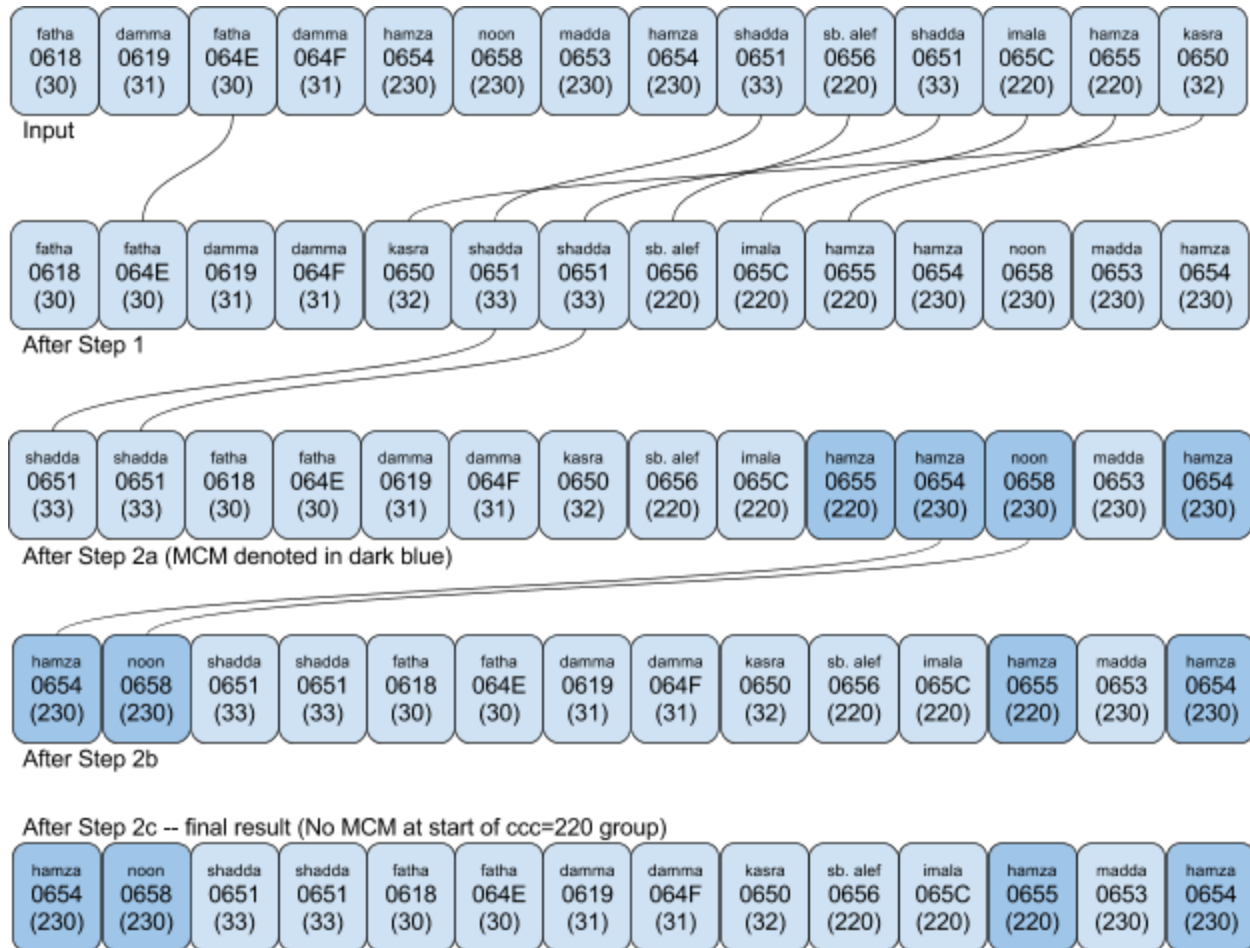 fatha damma fatha damma hamza noon madda hamza shadda sb. alef shadda imala hamza kasra
0618 0619 064E 064F 0654 0658 0653 0654 0651 0656 0651 065C 0655 0650
(30) (31) (30) (31) (230) (230) (230) (230) (33) (220) (33) (220) (220) (32)
Input
fatha fatha damma damma kasra shadda shadda sb. alef imala hamza hamza noon madda hamza
0618 064E 0619 064F 0650 0651 0651 0656 065C 0655 0654 0658 0653 0654
(30) (30) (31) (31) (32) (33) (33) (220) (220) (220) (230) (230) (230) (230)
After Step 1
shadda shadda fatha fatha damma damma kasra sb. alef imala hamza hamza noon madda hamza
0651 0651 0618 064E 0619 064F 0650 0656 065C 0655 0654 0658 0653 0654
(33) (33) (30) (30) (31) (31) (32) (220) (220) (220) (230) (230) (230) (230)
After Step 2a (MCM denoted in dark blue)
hamza noon shadda shadda fatha fatha damma damma kasra sb. alef imala hamza madda hamza
0654 0658 0651 0651 0618 064E 0619 064F 0650 0656 065C 0655 0653 0654
(230) (230) (33) (33) (30) (30) (31) (31) (32) (220) (220) (220) (230) (230)
After Step 2b
After Step 2c -- final result (No MCM at start of ccc=220 group)
hamza noon shadda shadda fatha fatha damma damma kasra sb. alef imala hamza madda hamza
0654 0658 0651 0651 0618 064E 0619 064F 0650 0656 065C 0655 0653 0654
(230) (230) (33) (33) (30) (30) (31) (31) (32) (220) (220) (220) (230) (230)